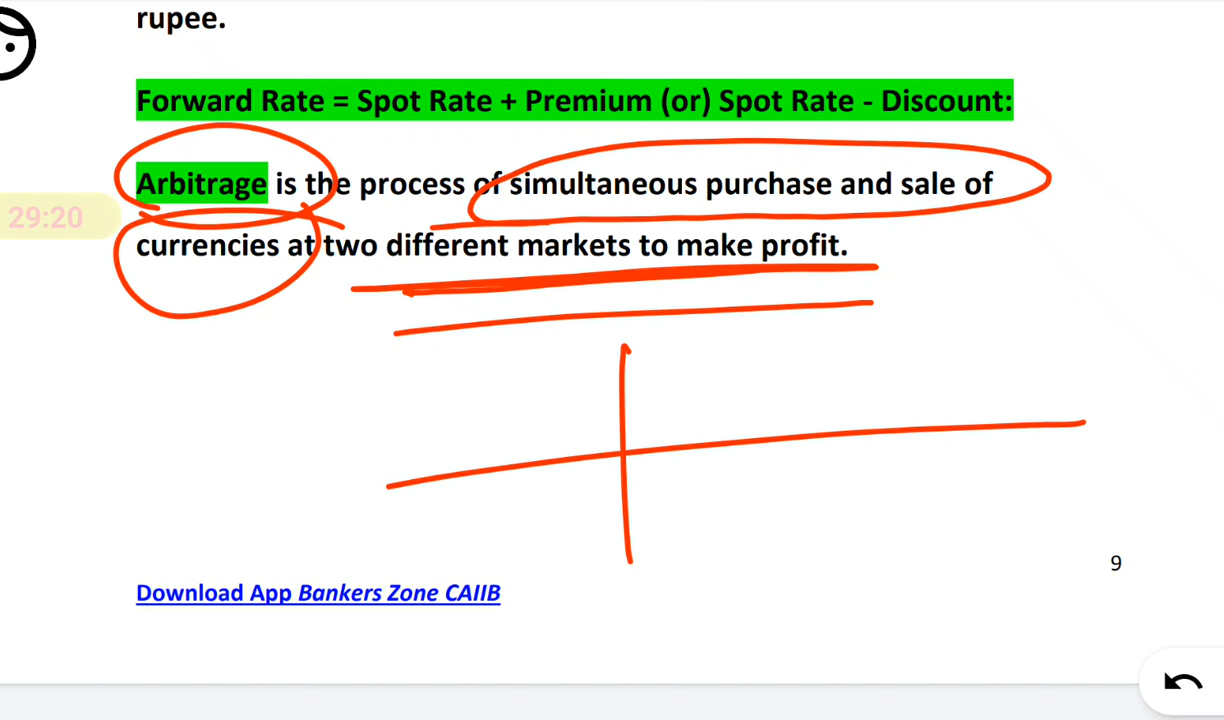 rupee.
Forward Rate = Spot Rate + Premium (or) Spot Rate - Discount:
Arbitrage is the process of simultaneous purchase and sale of
currencies at two different markets to make profit.
29:20
9
Download App Bankers Zone CAIIB